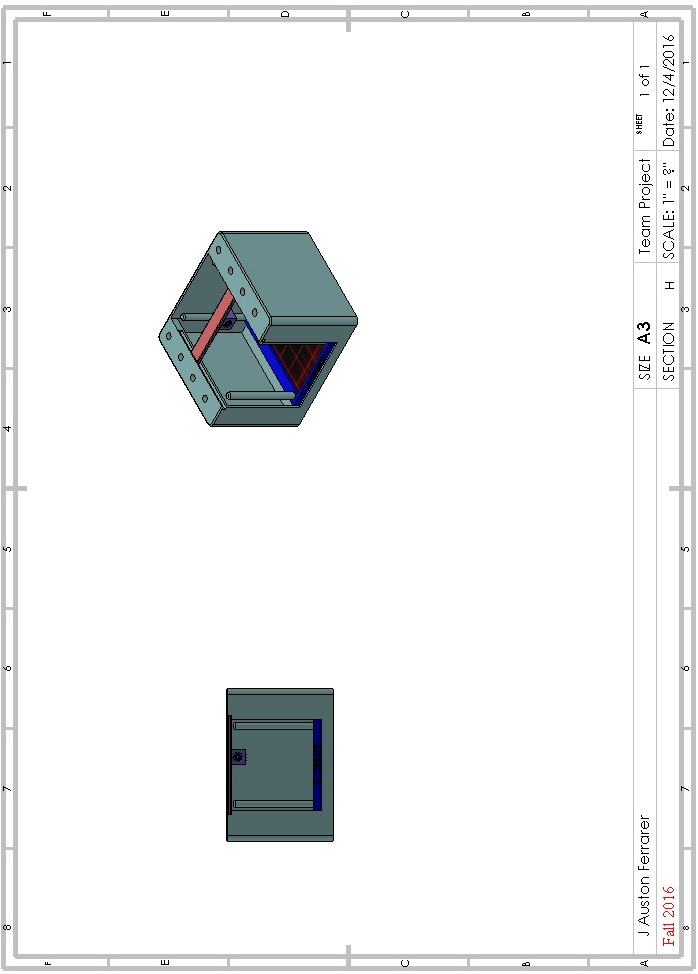 8 7 6 5 4 3 2 1
F
E
D
C
B
A
F
E
C
B
A
J Auston Ferrarer SIZE A3 Team Project SHEET 1 of 1
Fall 2016 SECTION H SCALE: 1" = ?" Date: 12/4/2016
8 7 6 5 4 3 2 1